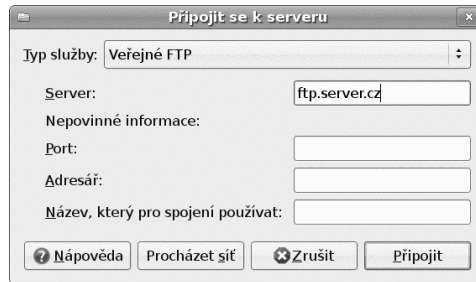 Připojit se k serveru
Typ služby: Veřejné FTP
Server: ftp.server.cz
Nepovinné informace:
Port:
Adresář:
Název, který pro spojení používat:
Nápověda Procházet síť Zrušit Připojit